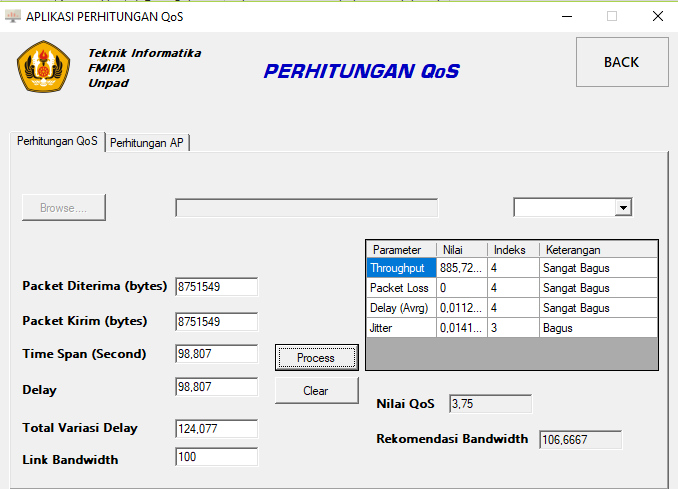 APLIKASI PERHITUNGAN QoS
Teknik Informatika
FMIPA
Unpad
PERHITUNGAN QoS
BACK
Perhitungan QoS
Perhitungan AP
Browse....
Parameter Nilai Indeks Keterangan
Throughput 885,72... 4 Sangat Bagus
Packet Loss 0 4 Sangat Bagus
Delay (Avrg) 0,0112... 4 Sangat Bagus
Jitter 0,0141... 3 Bagus
Packet Diterima (bytes) 8751549
Packet Kirim (bytes) 8751549
Time Span (Second) 98,807
Delay 98,807
Total Variasi Delay 124,077
Link Bandwidth 100
Process
Clear
Nilai QoS 3,75
Rekomendasi Bandwidth 106,6667